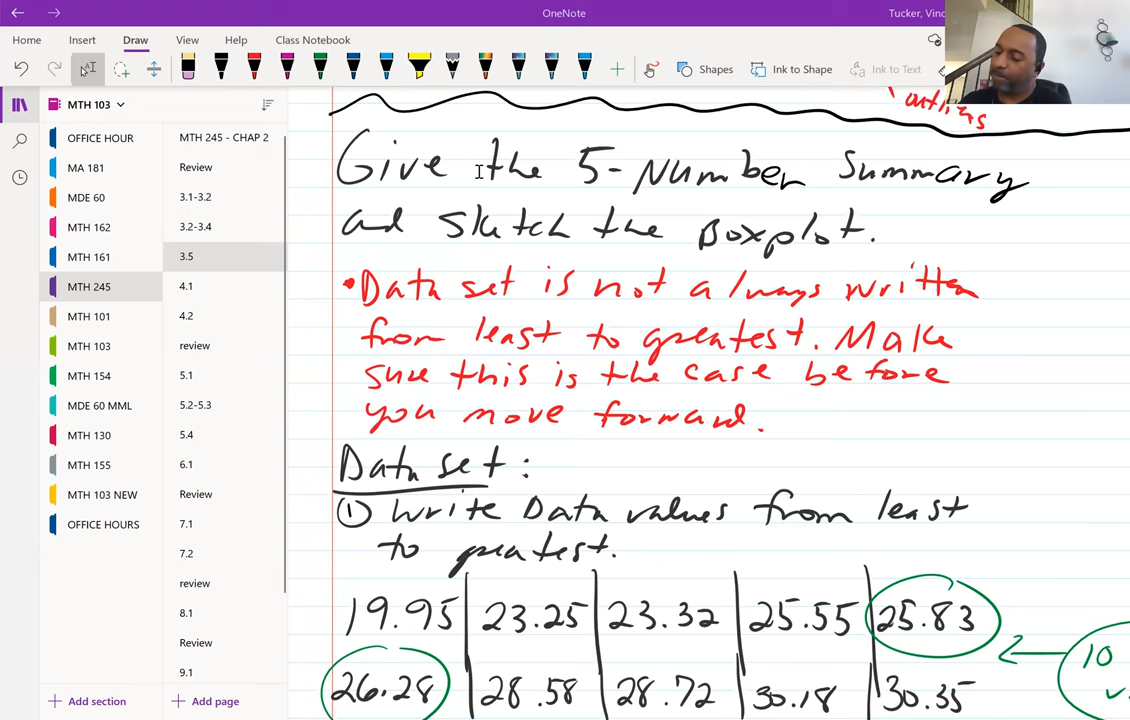 OneNote
Tucker, Vinc
Home Insert Draw View Help Class Notebook
Shapes Ink to Shape Ink to Text
MTH 103
OFFICE HOUR
MA 181
MDE 60
MTH 162
MTH 161
MTH 245
MTH 101
MTH 103
MTH 154
MDE 60 MML
MTH 130
MTH 155
MTH 103 NEW
OFFICE HOURS
Add section
MTH 245 - CHAP 2
Review
3.1-3.2
3.2-3.4
3.5
4.1
4.2
review
5.1
5.2-5.3
5.4
6.1
Review
7.1
7.2
review
8.1
Review
9.1
Add page
outliers
Give the 5-Number Summary
and sketch the Boxplot.
•Data set is not always written
from least to greatest. Make
sure this is the case before
you move forward.
Data set:
① Write Data values from least
to greatest.
19.95 23.25 23.32 25.55 25.83
10
26.28 28.58 28.72 30.18 30.35